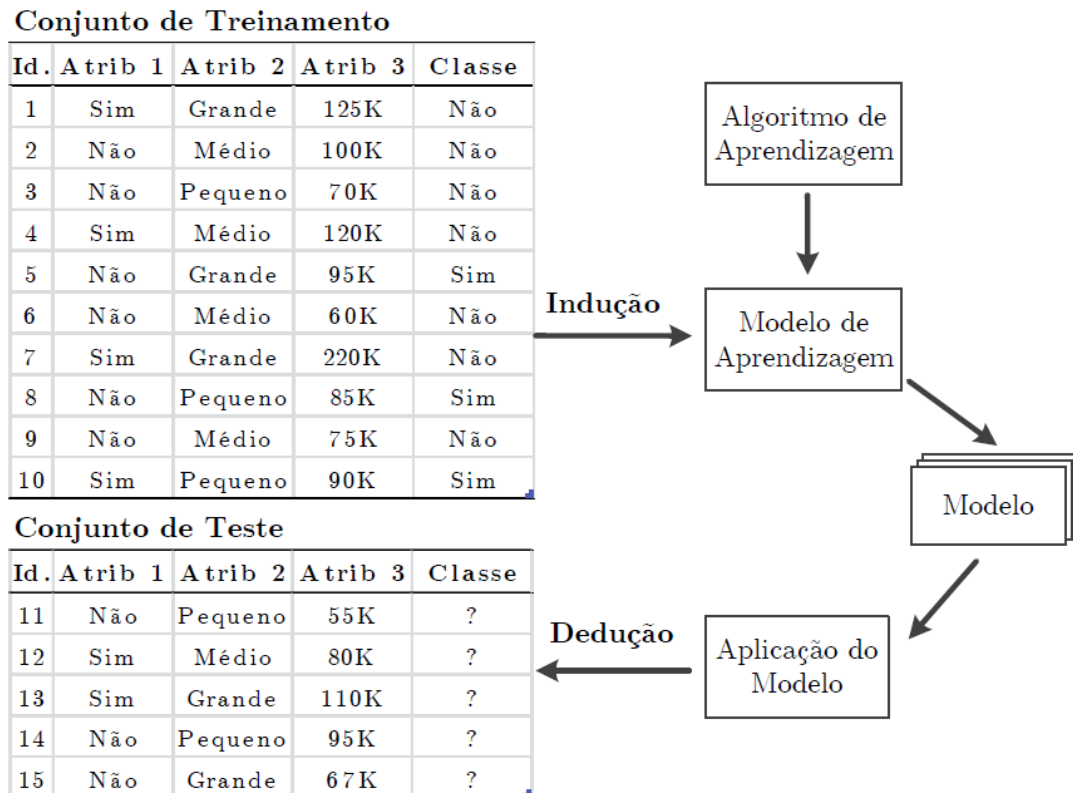 Conjunto de Treinamento
Id. Atrib 1 Atrib 2 Atrib 3 Classe
1 Sim Grande 125K Não
2 Não Médio 100K Não
3 Não Pequeno 70K Não
4 Sim Médio 120K Não
5 Não Grande 95K Sim
6 Não Médio 60K Não
7 Sim Grande 220K Não
8 Não Pequeno 85K Sim
9 Não Médio 75K Não
10 Sim Pequeno 90K Sim
Indução
Algoritmo de
Aprendizagem
Modelo de
Aprendizagem
Modelo
Aplicação do
Modelo
Dedução
Conjunto de Teste
Id. Atrib 1 Atrib 2 Atrib 3 Classe
11 Não Pequeno 55K ?
12 Sim Médio 80K ?
13 Sim Grande 110K ?
14 Não Pequeno 95K ?
15 Não Grande 67K ?